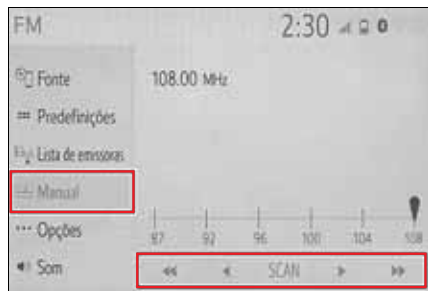 FM 2:30
Fonte
108.00 MHz
Predefinições
Lista de emissoras
Manual
Opções
87 92 96 100 104 108
Som
SCAN